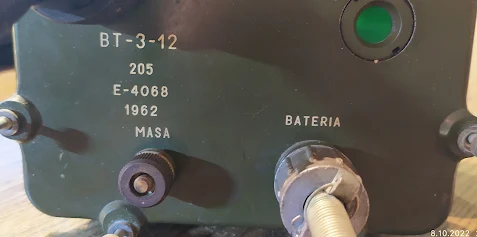 BT-3-12
205
E-4068
1962
MASA
BATERIA
8.10.2022